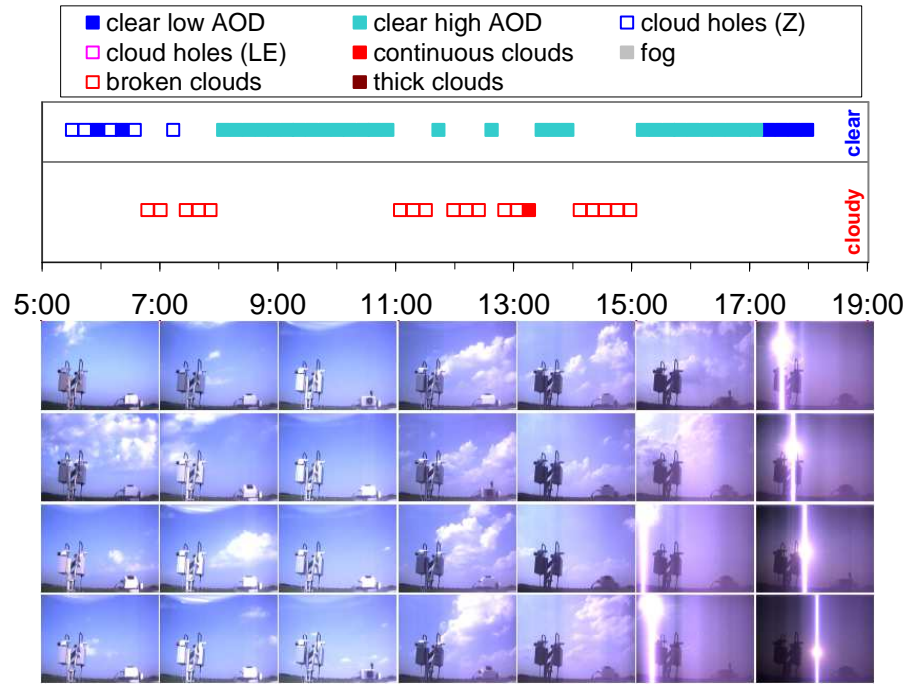 clear low AOD clear high AOD cloud holes (Z)
cloud holes (LE) continuous clouds fog
broken clouds thick clouds
clear
cloudy
5:00 7:00 9:00 11:00 13:00 15:00 17:00 19:00